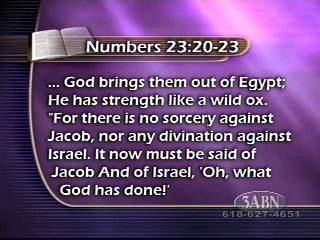 Numbers 23:20-23
... God brings them out of Egypt;
He has strength like a wild ox.
"For there is no sorcery against
Jacob, nor any divination against
Israel. It now must be said of
Jacob And of Israel, 'Oh, what
God has done!'
3ABN
618-627-4651